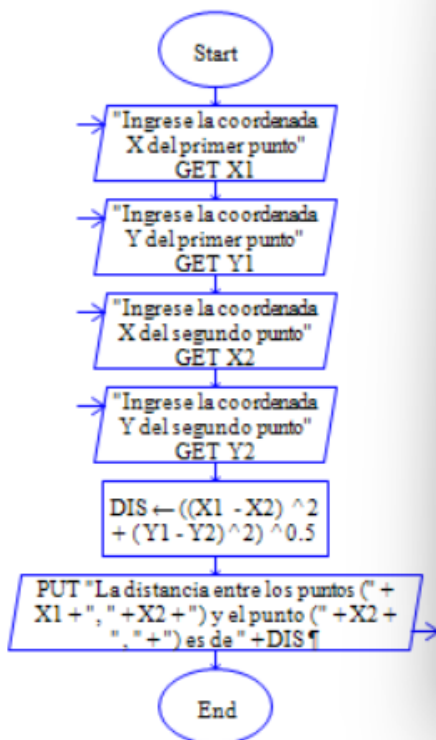 Start
"Ingrese la coordenada
X del primer punto"
GET X1
"Ingrese la coordenada
Y del primer punto"
GET Y1
"Ingrese la coordenada
X del segundo punto"
GET X2
"Ingrese la coordenada
Y del segundo punto"
GET Y2
DIS ← ((X1 - X2) ^2
+ (Y1 - Y2)^2) ^0.5
PUT "La distancia entre los puntos (" +
X1 +", " +X2 +") y el punto (" +X2 +
", " +") es de " +DIS¶
End